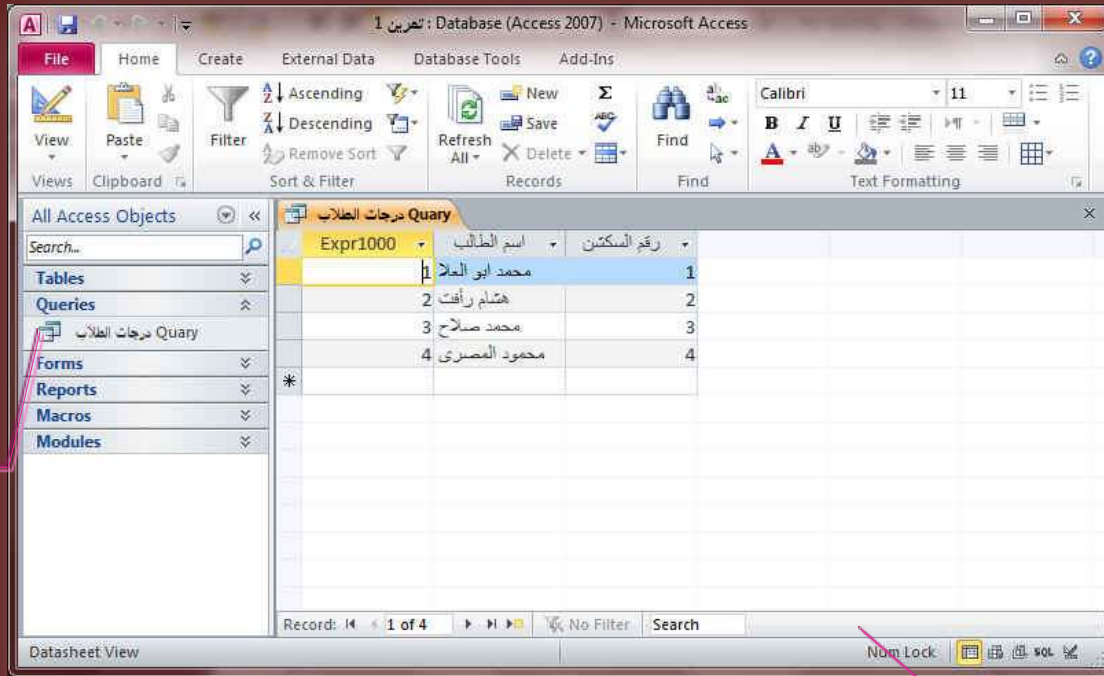 تمرين 1 : Database (Access 2007) - Microsoft Access
File Home Create External Data Database Tools Add-Ins
View
Paste
Filter
Ascending
Descending
Remove Sort
Refresh All
New
Save
Delete
Find
Calibri 11
B I U
Views Clipboard Sort & Filter Records Find Text Formatting
All Access Objects
Search...
Tables
Queries
درجات الطلاب Quary
Forms
Reports
Macros
Modules
درجات الطلاب Quary
Expr1000 اسم الطالب رقم السكشن
1 محمد ابو العلا 1
2 هشام رأفت 2
3 محمد صلاح 3
4 محمود المصرى 4
Record: 1 of 4 No Filter Search
Datasheet View Num Lock SQL